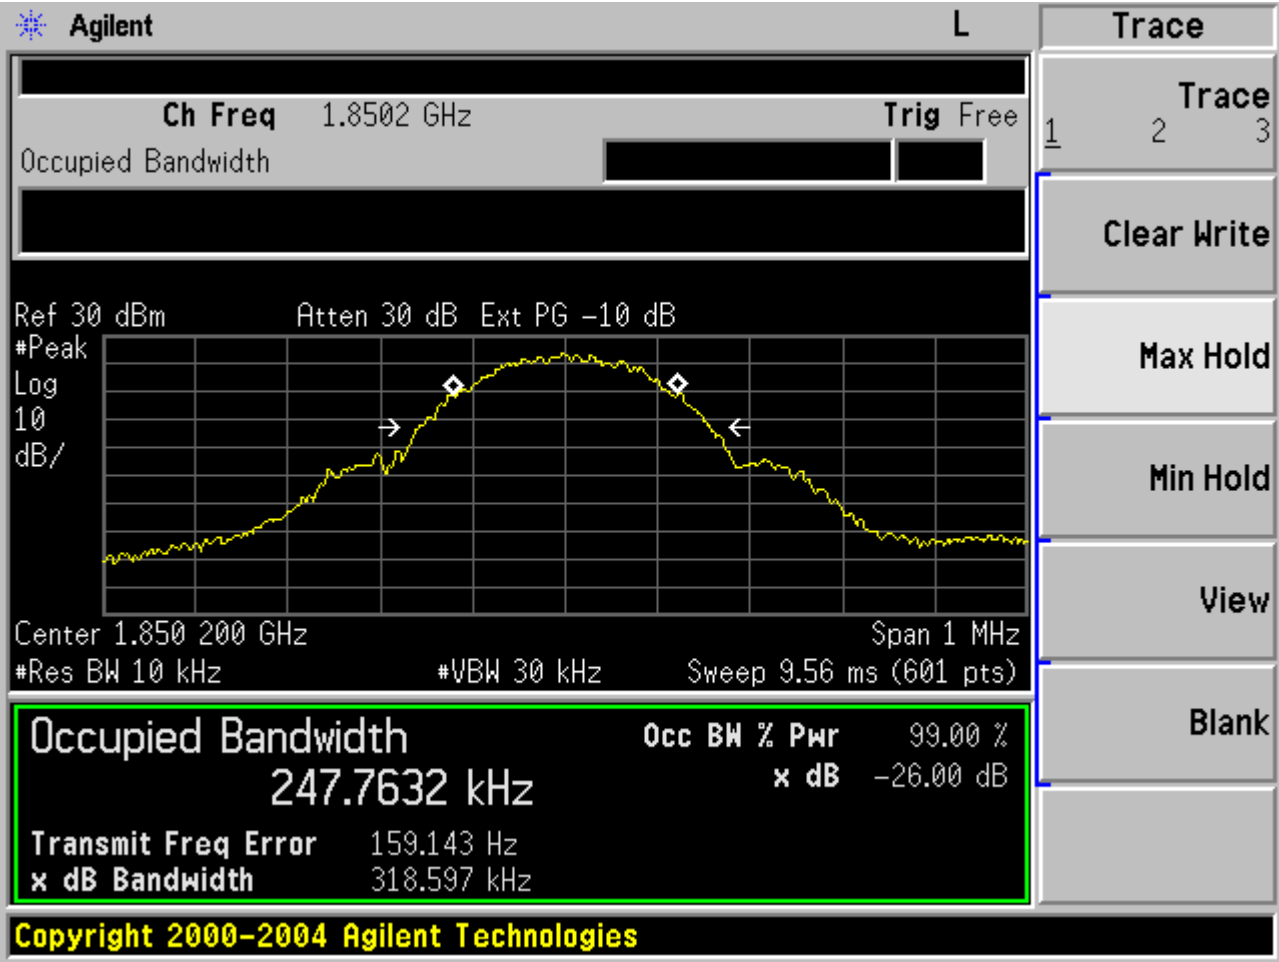 Agilent L Trace
Ch Freq 1.8502 GHz Trig Free
Occupied Bandwidth
Trace
1 2 3
Clear Write
Max Hold
Min Hold
View
Blank
Ref 30 dBm Atten 30 dB Ext PG -10 dB
#Peak
Log
10
dB/
Center 1.850 200 GHz Span 1 MHz
#Res BW 10 kHz #VBW 30 kHz Sweep 9.56 ms (601 pts)
Occupied Bandwidth Occ BW % Pwr 99.00 %
247.7632 kHz x dB -26.00 dB
Transmit Freq Error 159.143 Hz
x dB Bandwidth 318.597 kHz
Copyright 2000-2004 Agilent Technologies